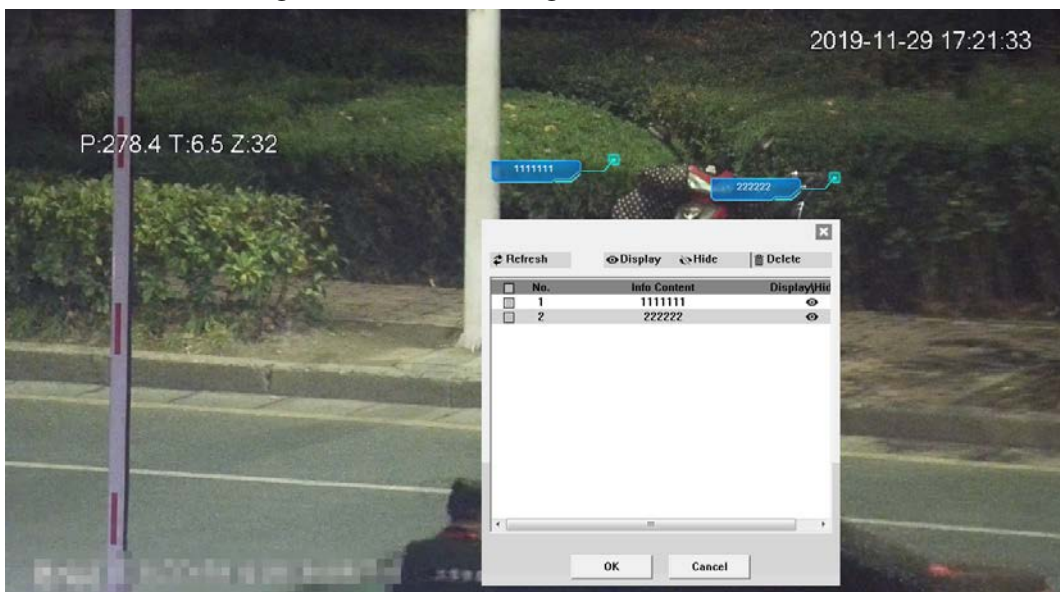 2019-11-29 17:21:33
P:278.4 T:6.5 Z:32
1111111
222222
Refresh Display Hide Delete
No. Info Content Display\Hid
1 1111111
2 222222
OK Cancel